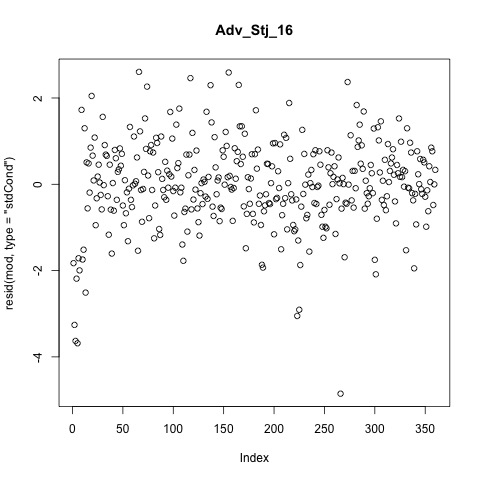 Adv_Stj_16
resid(mod, type = "stdCond")
2
0
-2
-4
0 50 100 150 200 250 300 350
Index